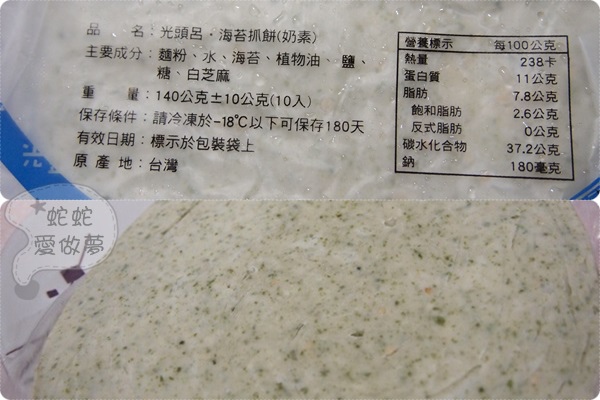 品 名：光頭呂・海苔抓餅(奶素)
主要成分：麵粉、水、海苔、植物油、 鹽、
糖、白芝麻
重 量：140公克±10公克(10入)
保存條件：請冷凍於-18℃以下可保存180天
有效日期：標示於包裝袋上
原 產 地：台灣
營養標示 每100公克
熱量 238卡
蛋白質 11公克
脂肪 7.8公克
飽和脂肪 2.6公克
反式脂肪 0公克
碳水化合物 37.2公克
鈉 180毫克
光
蛇蛇
愛做夢